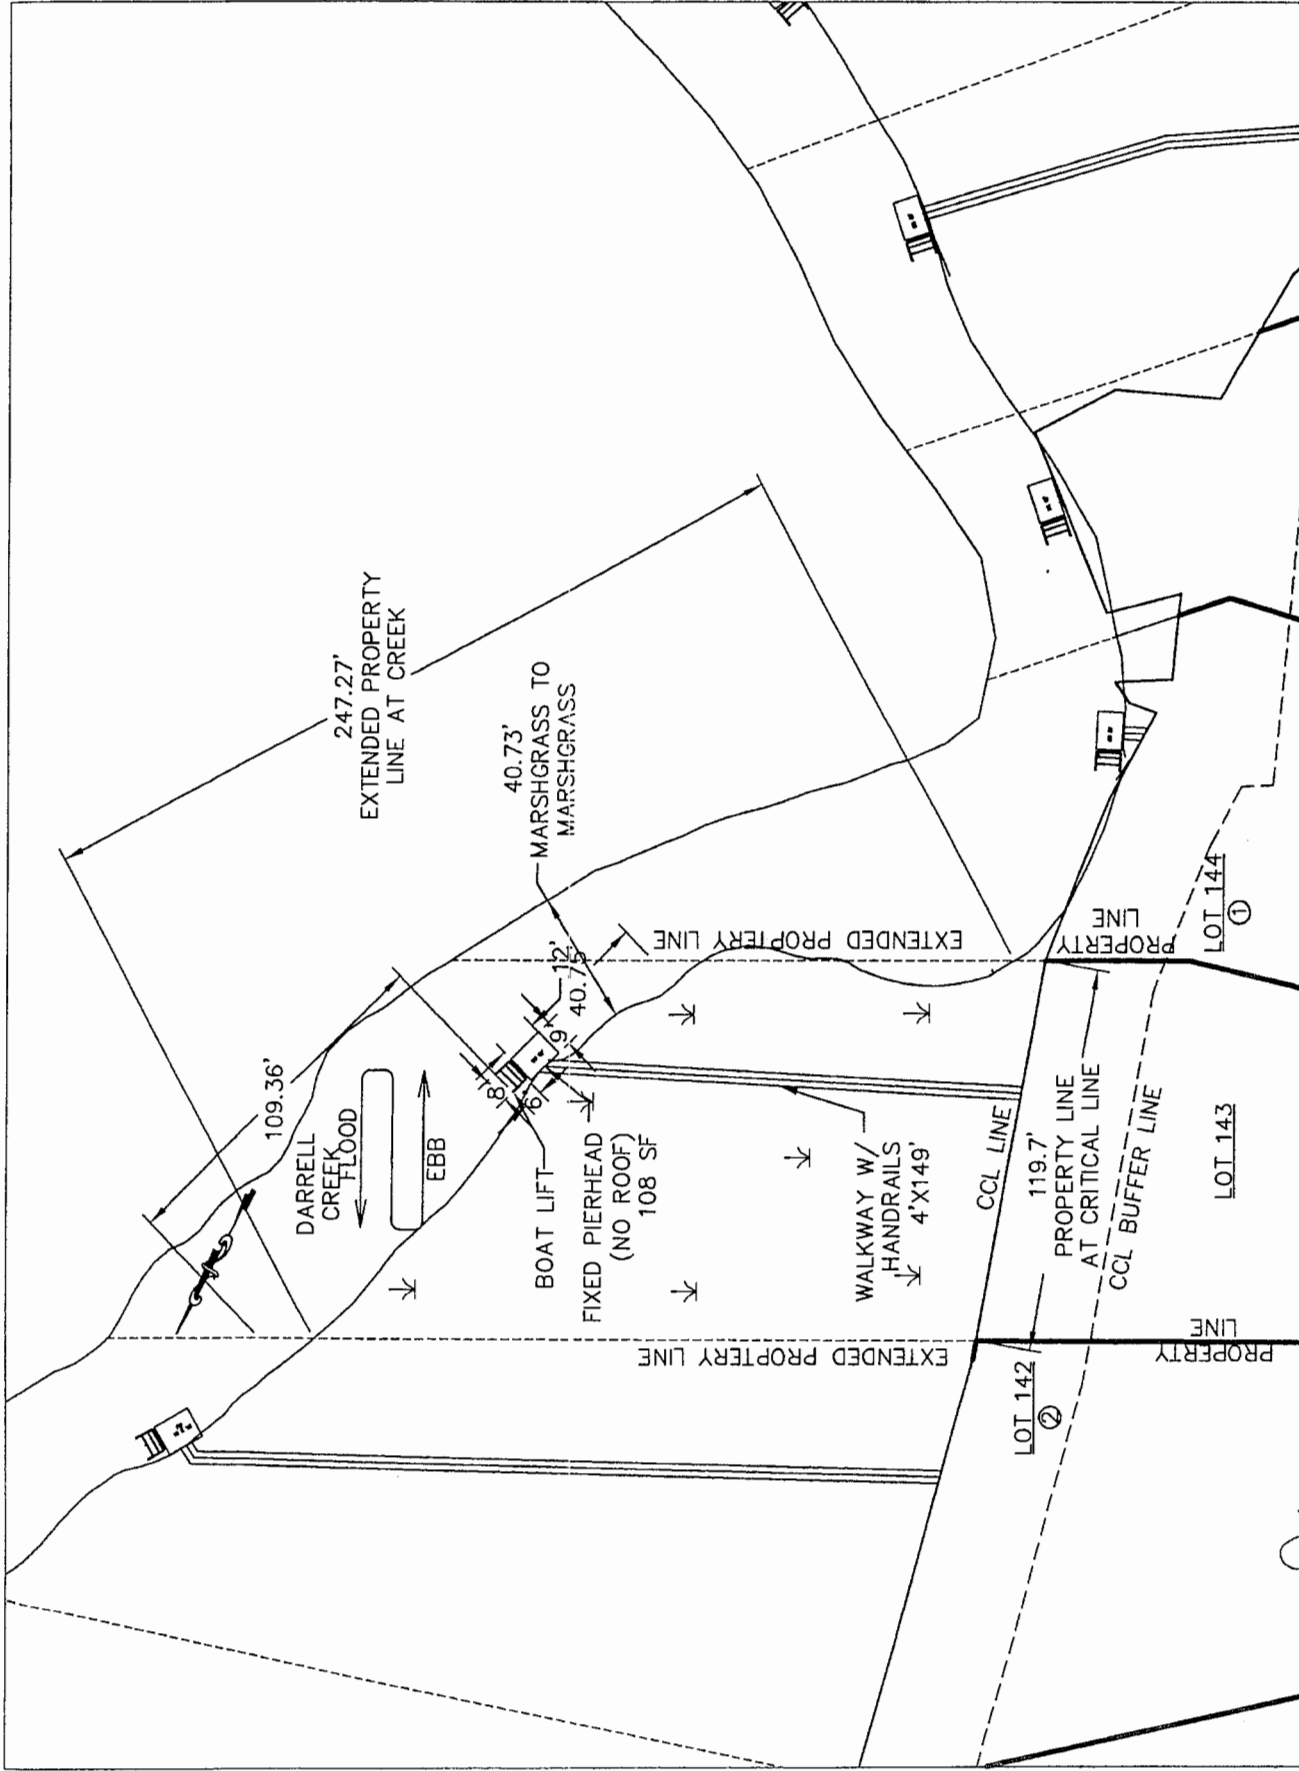 247.27'
EXTENDED PROPERTY
LINE AT CREEK
40.73'
MARSHGRASS TO
MARSHGRASS
109.36'
DARRELL
CREEK
FLOOD
EBB
12'
40.75'
9'
8'
6'
BOAT LIFT
FIXED PIERHEAD
(NO ROOF)
108 SF
EXTENDED PROPTERY LINE
EXTENDED PROPTERY LINE
WALKWAY W/
HANDRAILS
4'X149'
CCL LINE
119.7'
PROPERTY LINE
AT CRITICAL LINE
CCL BUFFER LINE
PROPERTY
LINE
LOT 144
1
LOT 143
LOT 142
2
PROPERTY
LINE